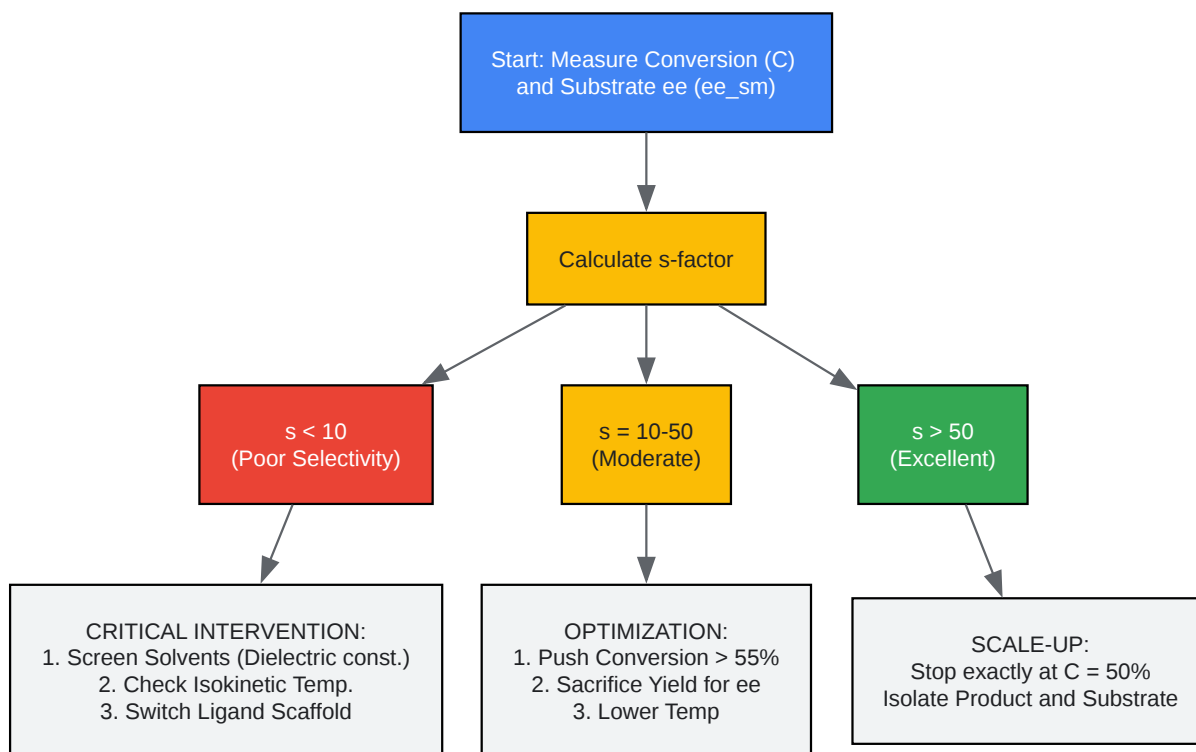 Start: Measure Conversion (C)
and Substrate ee (ee_sm)
Calculate s-factor
s < 10
(Poor Selectivity)
s = 10-50
(Moderate)
s > 50
(Excellent)
CRITICAL INTERVENTION:
1. Screen Solvents (Dielectric const.)
2. Check Isokinetic Temp.
3. Switch Ligand Scaffold
OPTIMIZATION:
1. Push Conversion > 55%
2. Sacrifice Yield for ee
3. Lower Temp
SCALE-UP:
Stop exactly at C = 50%
Isolate Product and Substrate